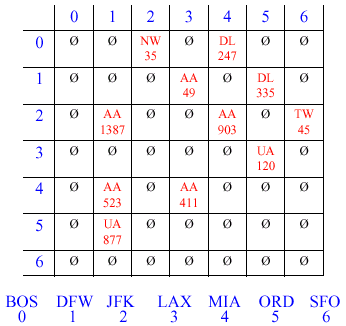 0 1 2 3 4 5 6
0 Ø Ø NW 35 Ø DL 247 Ø Ø
1 Ø Ø Ø AA 49 Ø DL 335 Ø
2 Ø AA 1387 Ø Ø AA 903 Ø TW 45
3 Ø Ø Ø Ø Ø UA 120 Ø
4 Ø AA 523 Ø AA 411 Ø Ø Ø
5 Ø UA 877 Ø Ø Ø Ø Ø
6 Ø Ø Ø Ø Ø Ø Ø
BOS DFW JFK LAX MIA ORD SFO
0 1 2 3 4 5 6